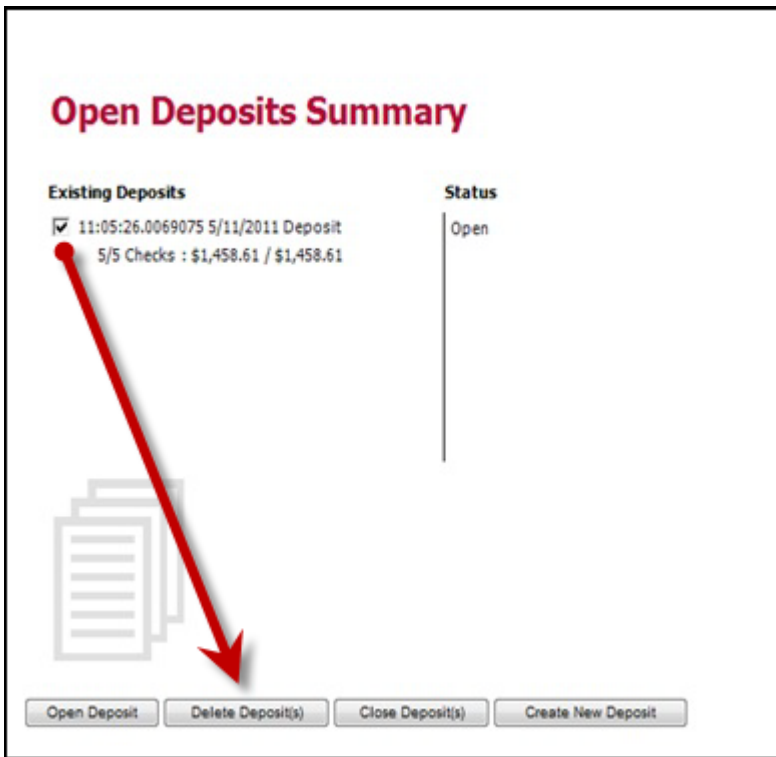 Open Deposits Summary
Existing Deposits Status
11:05:26.0069075 5/11/2011 Deposit Open
5/5 Checks : $1,458.61 / $1,458.61
Open Deposit Delete Deposit(s) Close Deposit(s) Create New Deposit